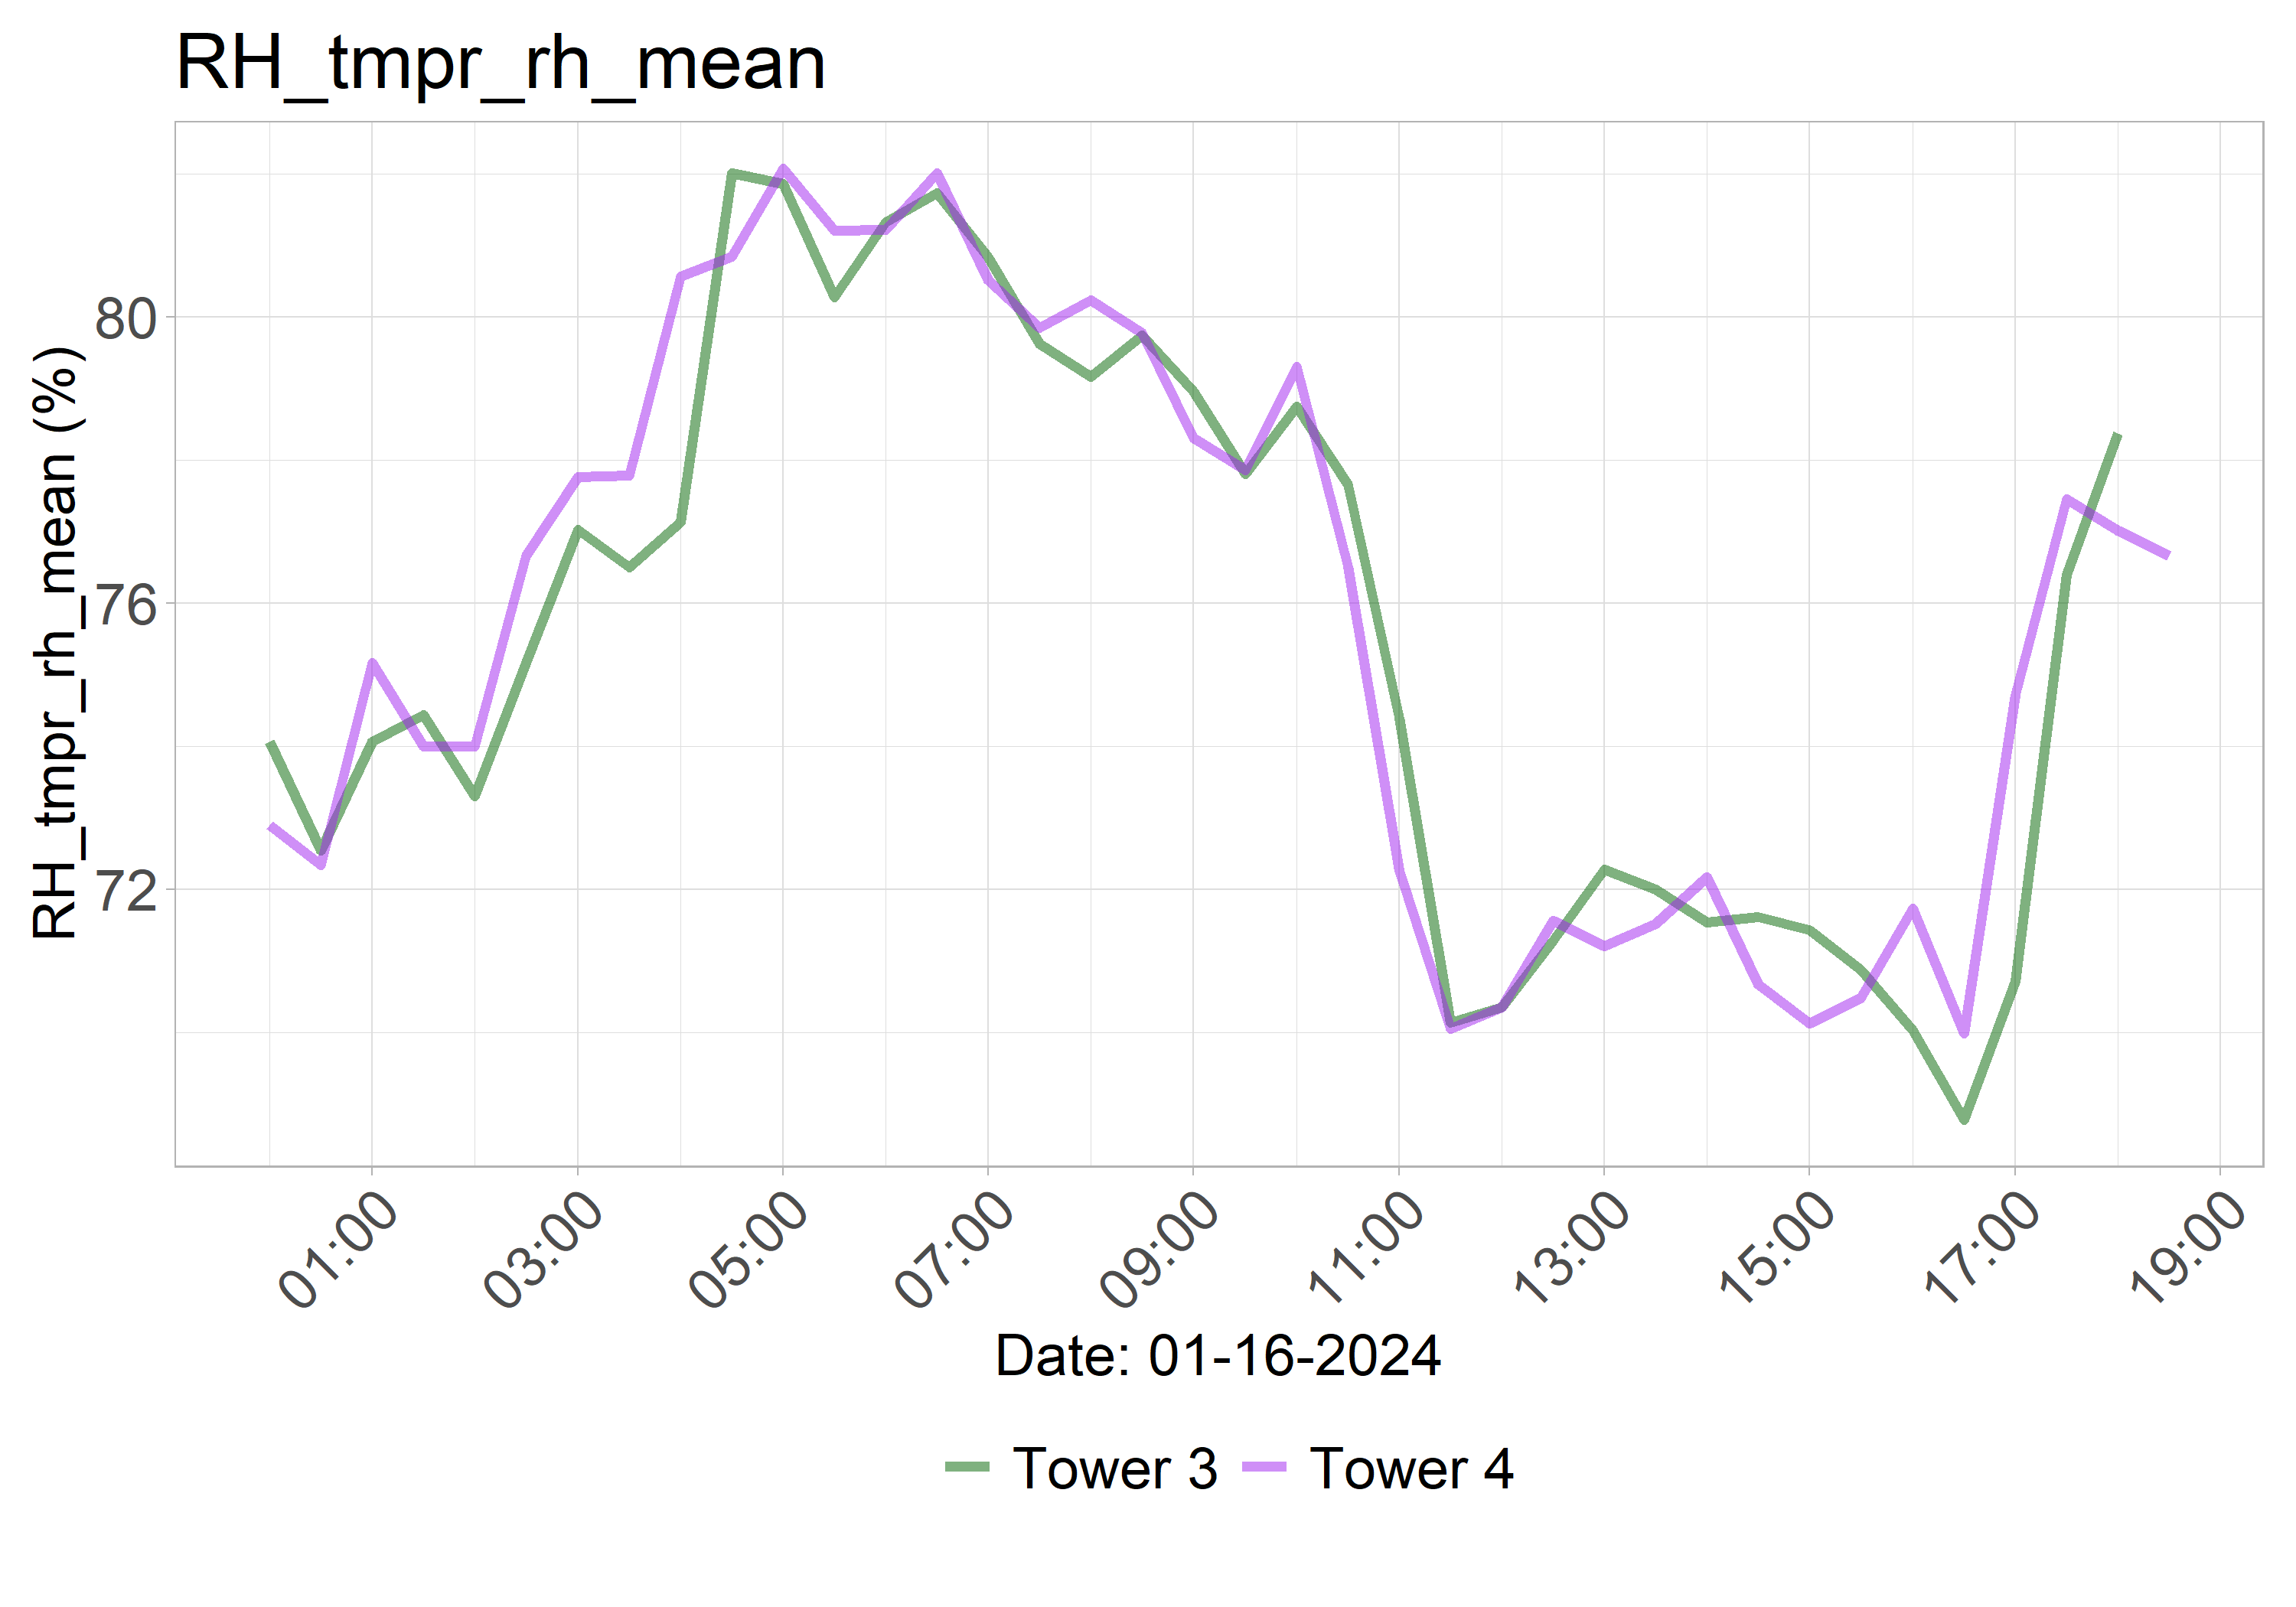 RH_tmpr_rh_mean
RH_tmpr_rh_mean (%)
80
76
72
01:00
03:00
05:00
07:00
09:00
11:00
13:00
15:00
17:00
19:00
Date: 01-16-2024
Tower 3
Tower 4